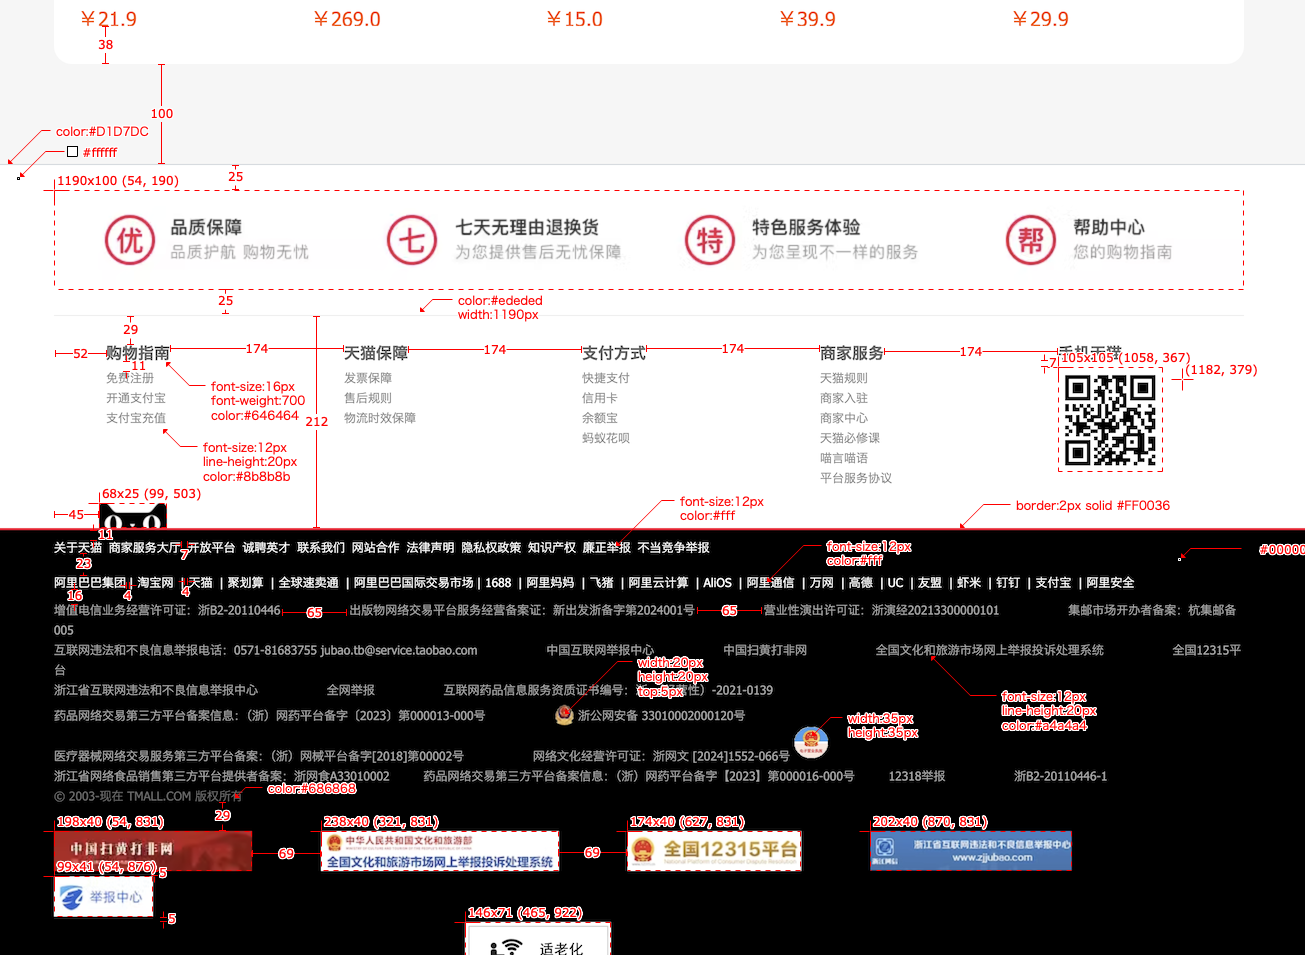 ￥21.9 ￥269.0 ￥15.0 ￥39.9 ￥29.9
38
100
color:#D1D7DC
#ffffff
25
1190x100 (54, 190)
优 品质保障 七 七天无理由退换货 特 特色服务体验 帮 帮助中心
品质护航 购物无忧 为您提供售后无忧保障 为您呈现不一样的服务 您的购物指南
25
color:#ededed
width:1190px
29
52 购物指南 174 天猫保障 174 支付方式 174 商家服务 174 手机天猫
7 105x105 (1058, 367)
11 (1182, 379)
免费注册 发票保障 快捷支付 天猫规则
font-size:16px
开通支付宝 售后规则 信用卡 商家入驻
font-weight:700
color:#646464
支付宝充值 物流时效保障 余额宝 商家中心
212
蚂蚁花呗 天猫必修课
font-size:12px
line-height:20px
color:#8b8b8b
喵言喵语
平台服务协议
68x25 (99, 503)
45
font-size:12px
color:#fff
border:2px solid #FF0036
11
关于天猫 商家服务大厅 开放平台 诚聘英才 联系我们 网站合作 法律声明 隐私权政策 知识产权 廉正举报 不当竞争举报
7
font-size:12px
color:#fff
#0000
23
阿里巴巴集团 | 淘宝网 | 天猫 | 聚划算 | 全球速卖通 | 阿里巴巴国际交易市场 | 1688 | 阿里妈妈 | 飞猪 | 阿里云计算 | AliOS | 阿里通信 | 万网 | 高德 | UC | 友盟 | 虾米 | 钉钉 | 支付宝 | 阿里安全
16 4 4
增值电信业务经营许可证：浙B2-20110446 65 出版物网络交易平台服务经营备案证：新出发浙备字第2024001号 65 营业性演出许可证：浙演经20213300000101 集邮市场开办者备案：杭集邮备
005
互联网违法和不良信息举报电话：0571-81683755 jubao.tb@service.taobao.com 中国互联网举报中心 中国扫黄打非网 全国文化和旅游市场网上举报投诉处理系统 全国12315平
台
width:20px
height:20px
top:5px
浙江省互联网违法和不良信息举报中心 全网举报 互联网药品信息服务资质证书编号： 经营性）-2021-0139
font-size:12px
line-height:20px
color:#a4a4a4
药品网络交易第三方平台备案信息：（浙）网药平台备字〔2023〕第000013-000号 浙公网安备 33010002000120号
width:35px
height:35px
医疗器械网络交易服务第三方平台备案：（浙）网械平台备字[2018]第00002号 网络文化经营许可证：浙网文 [2024]1552-066号
浙江省网络食品销售第三方平台提供者备案：浙网食A33010002 药品网络交易第三方平台备案信息：（浙）网药平台备字【2023】第000016-000号 12318举报 浙B2-20110446-1
color:#686868
© 2003-现在 TMALL.COM 版权所有
29
198x40 (54, 831) 238x40 (321, 831) 174x40 (627, 831) 202x40 (870, 831)
中国扫黄打非网
69
中华人民共和国文化和旅游部
全国文化和旅游市场网上举报投诉处理系统
69
全国12315平台
浙江省互联网违法和不良信息举报中心
www.zjjubao.com
99x41 (54, 876)
5
举报中心
5
146x71 (465, 922)
适老化